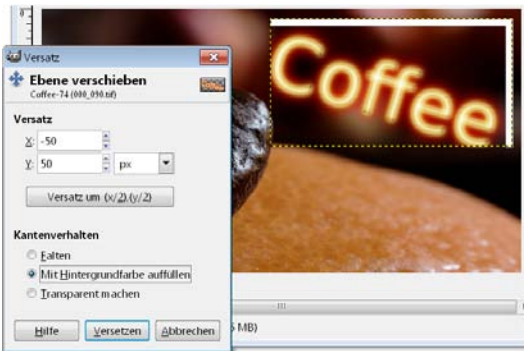 Versatz
Ebene verschieben
Coffee-74 (000_090.tif)
Versatz
X: -50
Y: 50 px
Versatz um (x/2),(y/2)
Kantenverhalten
Falten
Mit Hintergrundfarbe auffüllen
Transparent machen
Hilfe Versetzen Abbrechen
Coffee
MB)